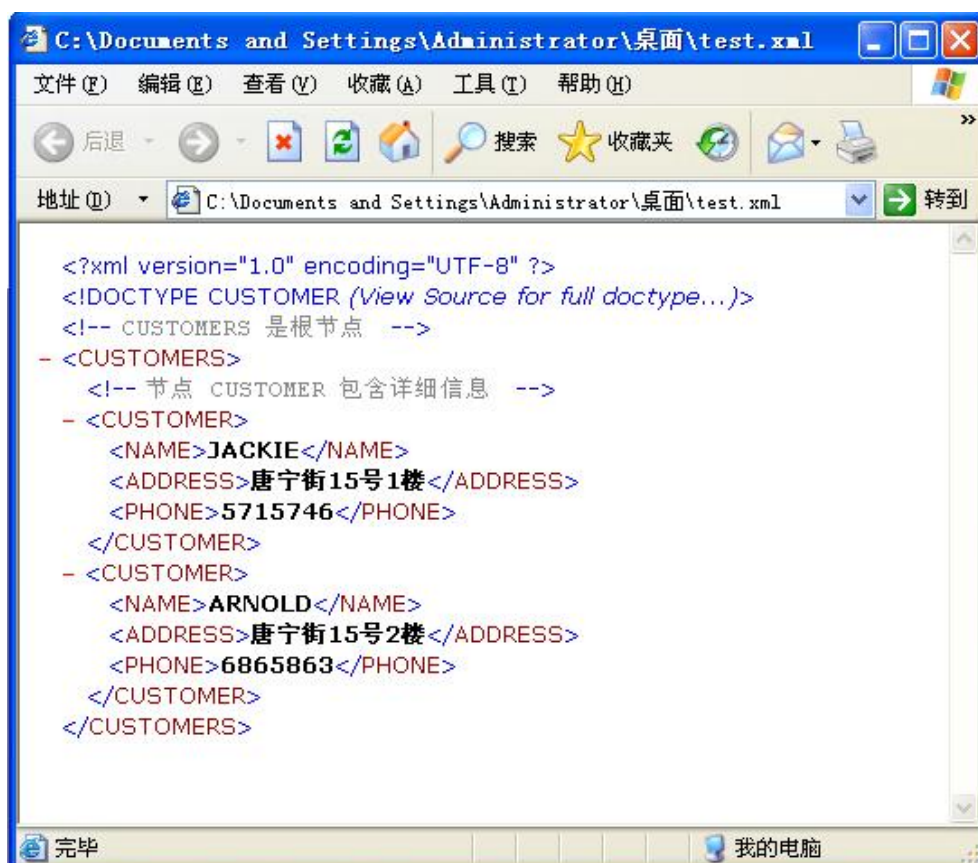 C:\Documents and Settings\Administrator\桌面\test.xml
文件(F) 编辑(E) 查看(V) 收藏(A) 工具(T) 帮助(H)
后退 搜索 收藏夹 »
地址(D) C:\Documents and Settings\Administrator\桌面\test.xml 转到
<?xml version="1.0" encoding="UTF-8" ?>
<!DOCTYPE CUSTOMER (View Source for full doctype...)>
<!-- CUSTOMERS 是根节点 -->
- <CUSTOMERS>
<!-- 节点 CUSTOMER 包含详细信息 -->
- <CUSTOMER>
<NAME>JACKIE</NAME>
<ADDRESS>唐宁街15号1楼</ADDRESS>
<PHONE>5715746</PHONE>
</CUSTOMER>
- <CUSTOMER>
<NAME>ARNOLD</NAME>
<ADDRESS>唐宁街15号2楼</ADDRESS>
<PHONE>6865863</PHONE>
</CUSTOMER>
</CUSTOMERS>
完毕 我的电脑